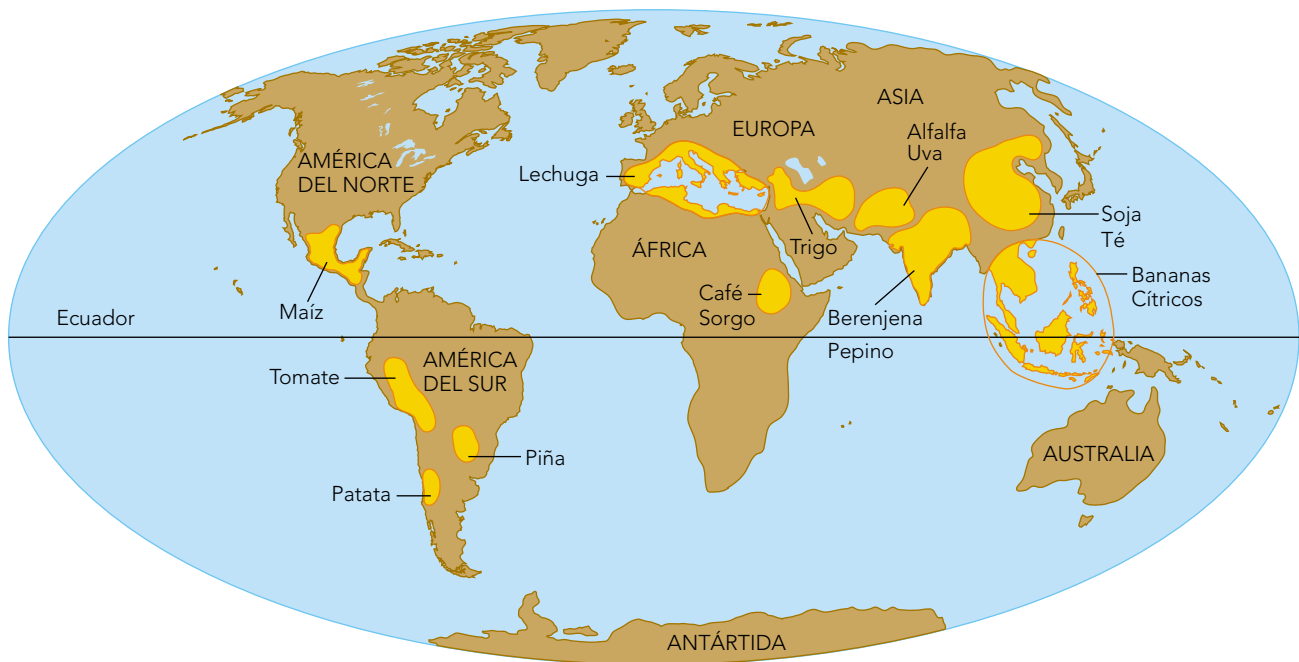 ASIA
EUROPA
Alfalfa
Uva
AMÉRICA
DEL NORTE
Lechuga
Soja
Té
ÁFRICA
Trigo
Bananas
Cítricos
Café
Sorgo
Maíz
Berenjena
Pepino
Ecuador
AMÉRICA
DEL SUR
Tomate
Piña
AUSTRALIA
Patata
ANTÁRTIDA